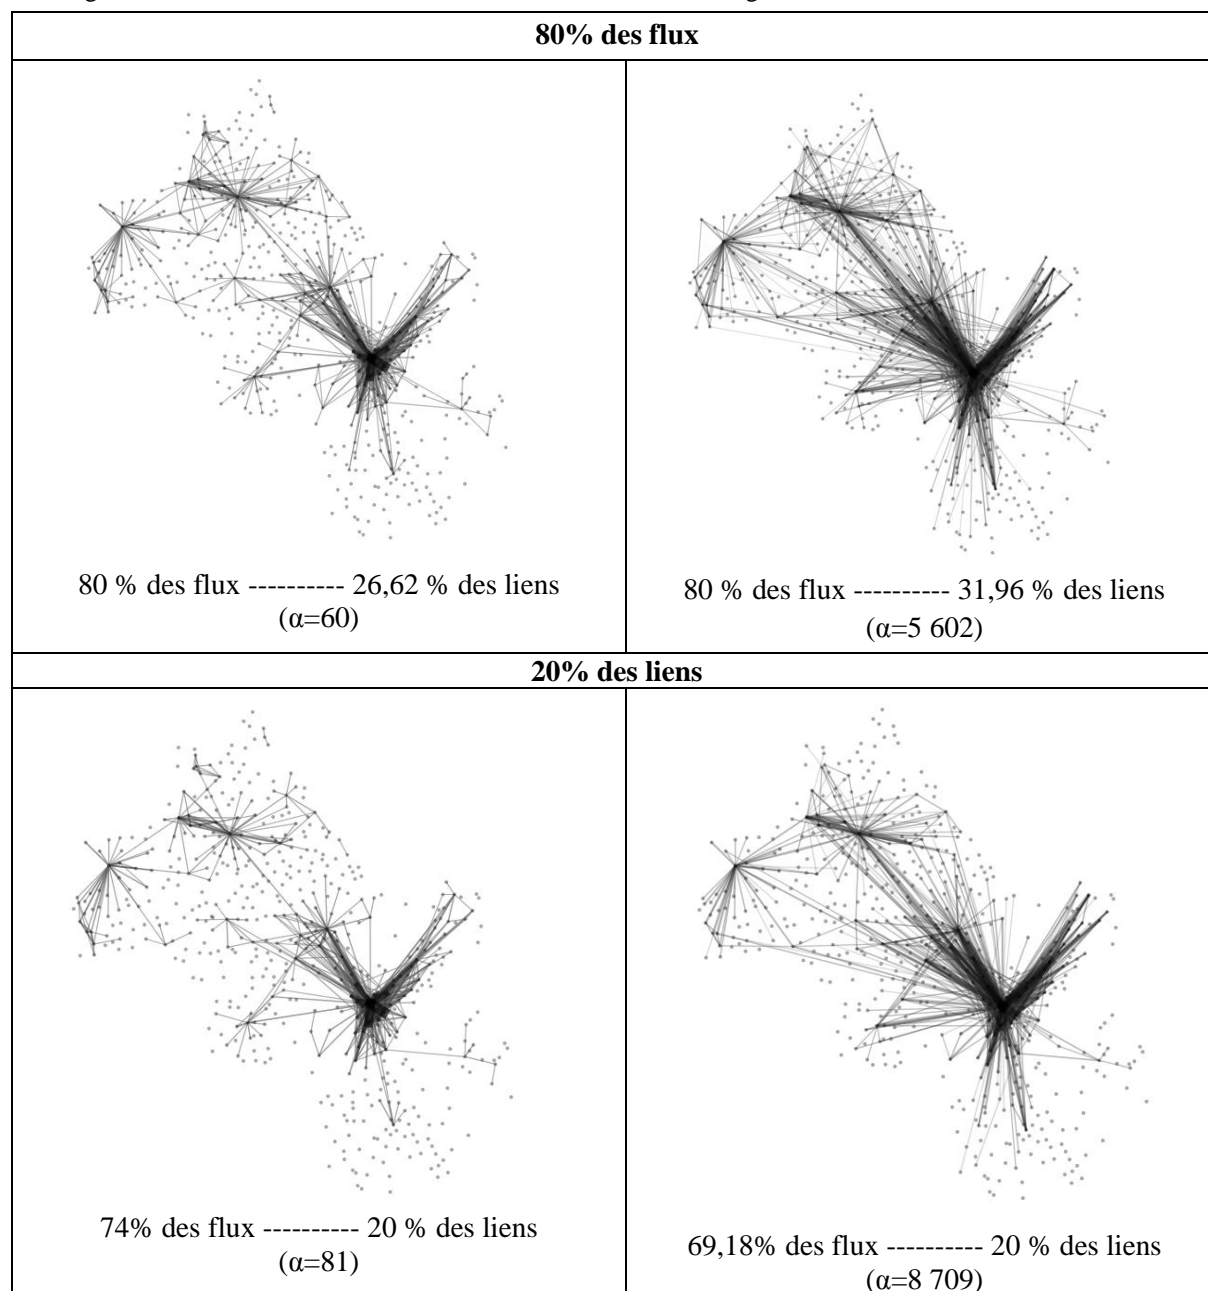 80% des flux
80 % des flux ---------- 26,62 % des liens
(α=60)
80 % des flux ---------- 31,96 % des liens
(α=5 602)
20% des liens
74% des flux ---------- 20 % des liens
(α=81)
69,18% des flux ---------- 20 % des liens
(α=8 709)